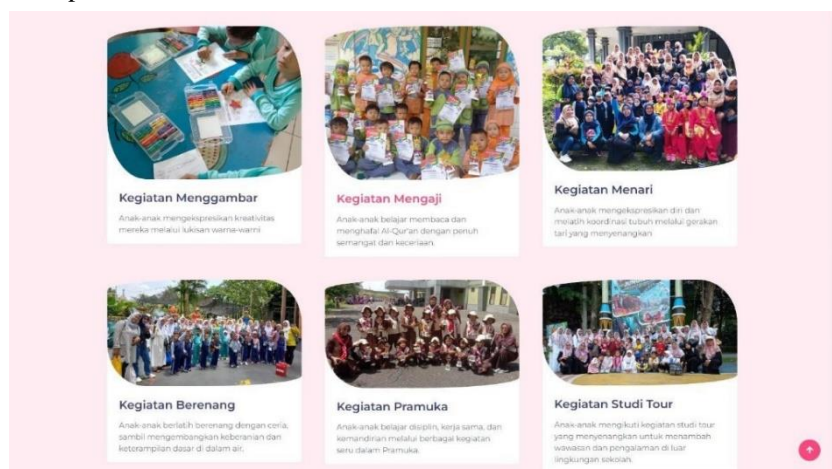 Kegiatan Menggambar
Anak-anak mengekspresikan kreativitas
mereka melalui lukisan warna-warni
Kegiatan Mengaji
Anak-anak belajar membaca dan
menghafal Al-Qur'an dengan penuh
semangat dan keceriaan.
Kegiatan Menari
Anak-anak mengekspresikan diri dan
melatih koordinasi tubuh melalui gerakan
tari yang menyenangkan
Kegiatan Berenang
Anak-anak berlatih berenang dengan ceria,
sambil mengembangkan keberanian dan
keterampilan dasar di dalam air.
Kegiatan Pramuka
Anak-anak belajar disiplin, kerja sama, dan
kemandirian melalui berbagai kegiatan
seru dalam Pramuka.
Kegiatan Studi Tour
Anak-anak mengikuti kegiatan studi tour
yang menyenangkan untuk menambah
wawasan dan pengalaman di luar
lingkungan sekolah.